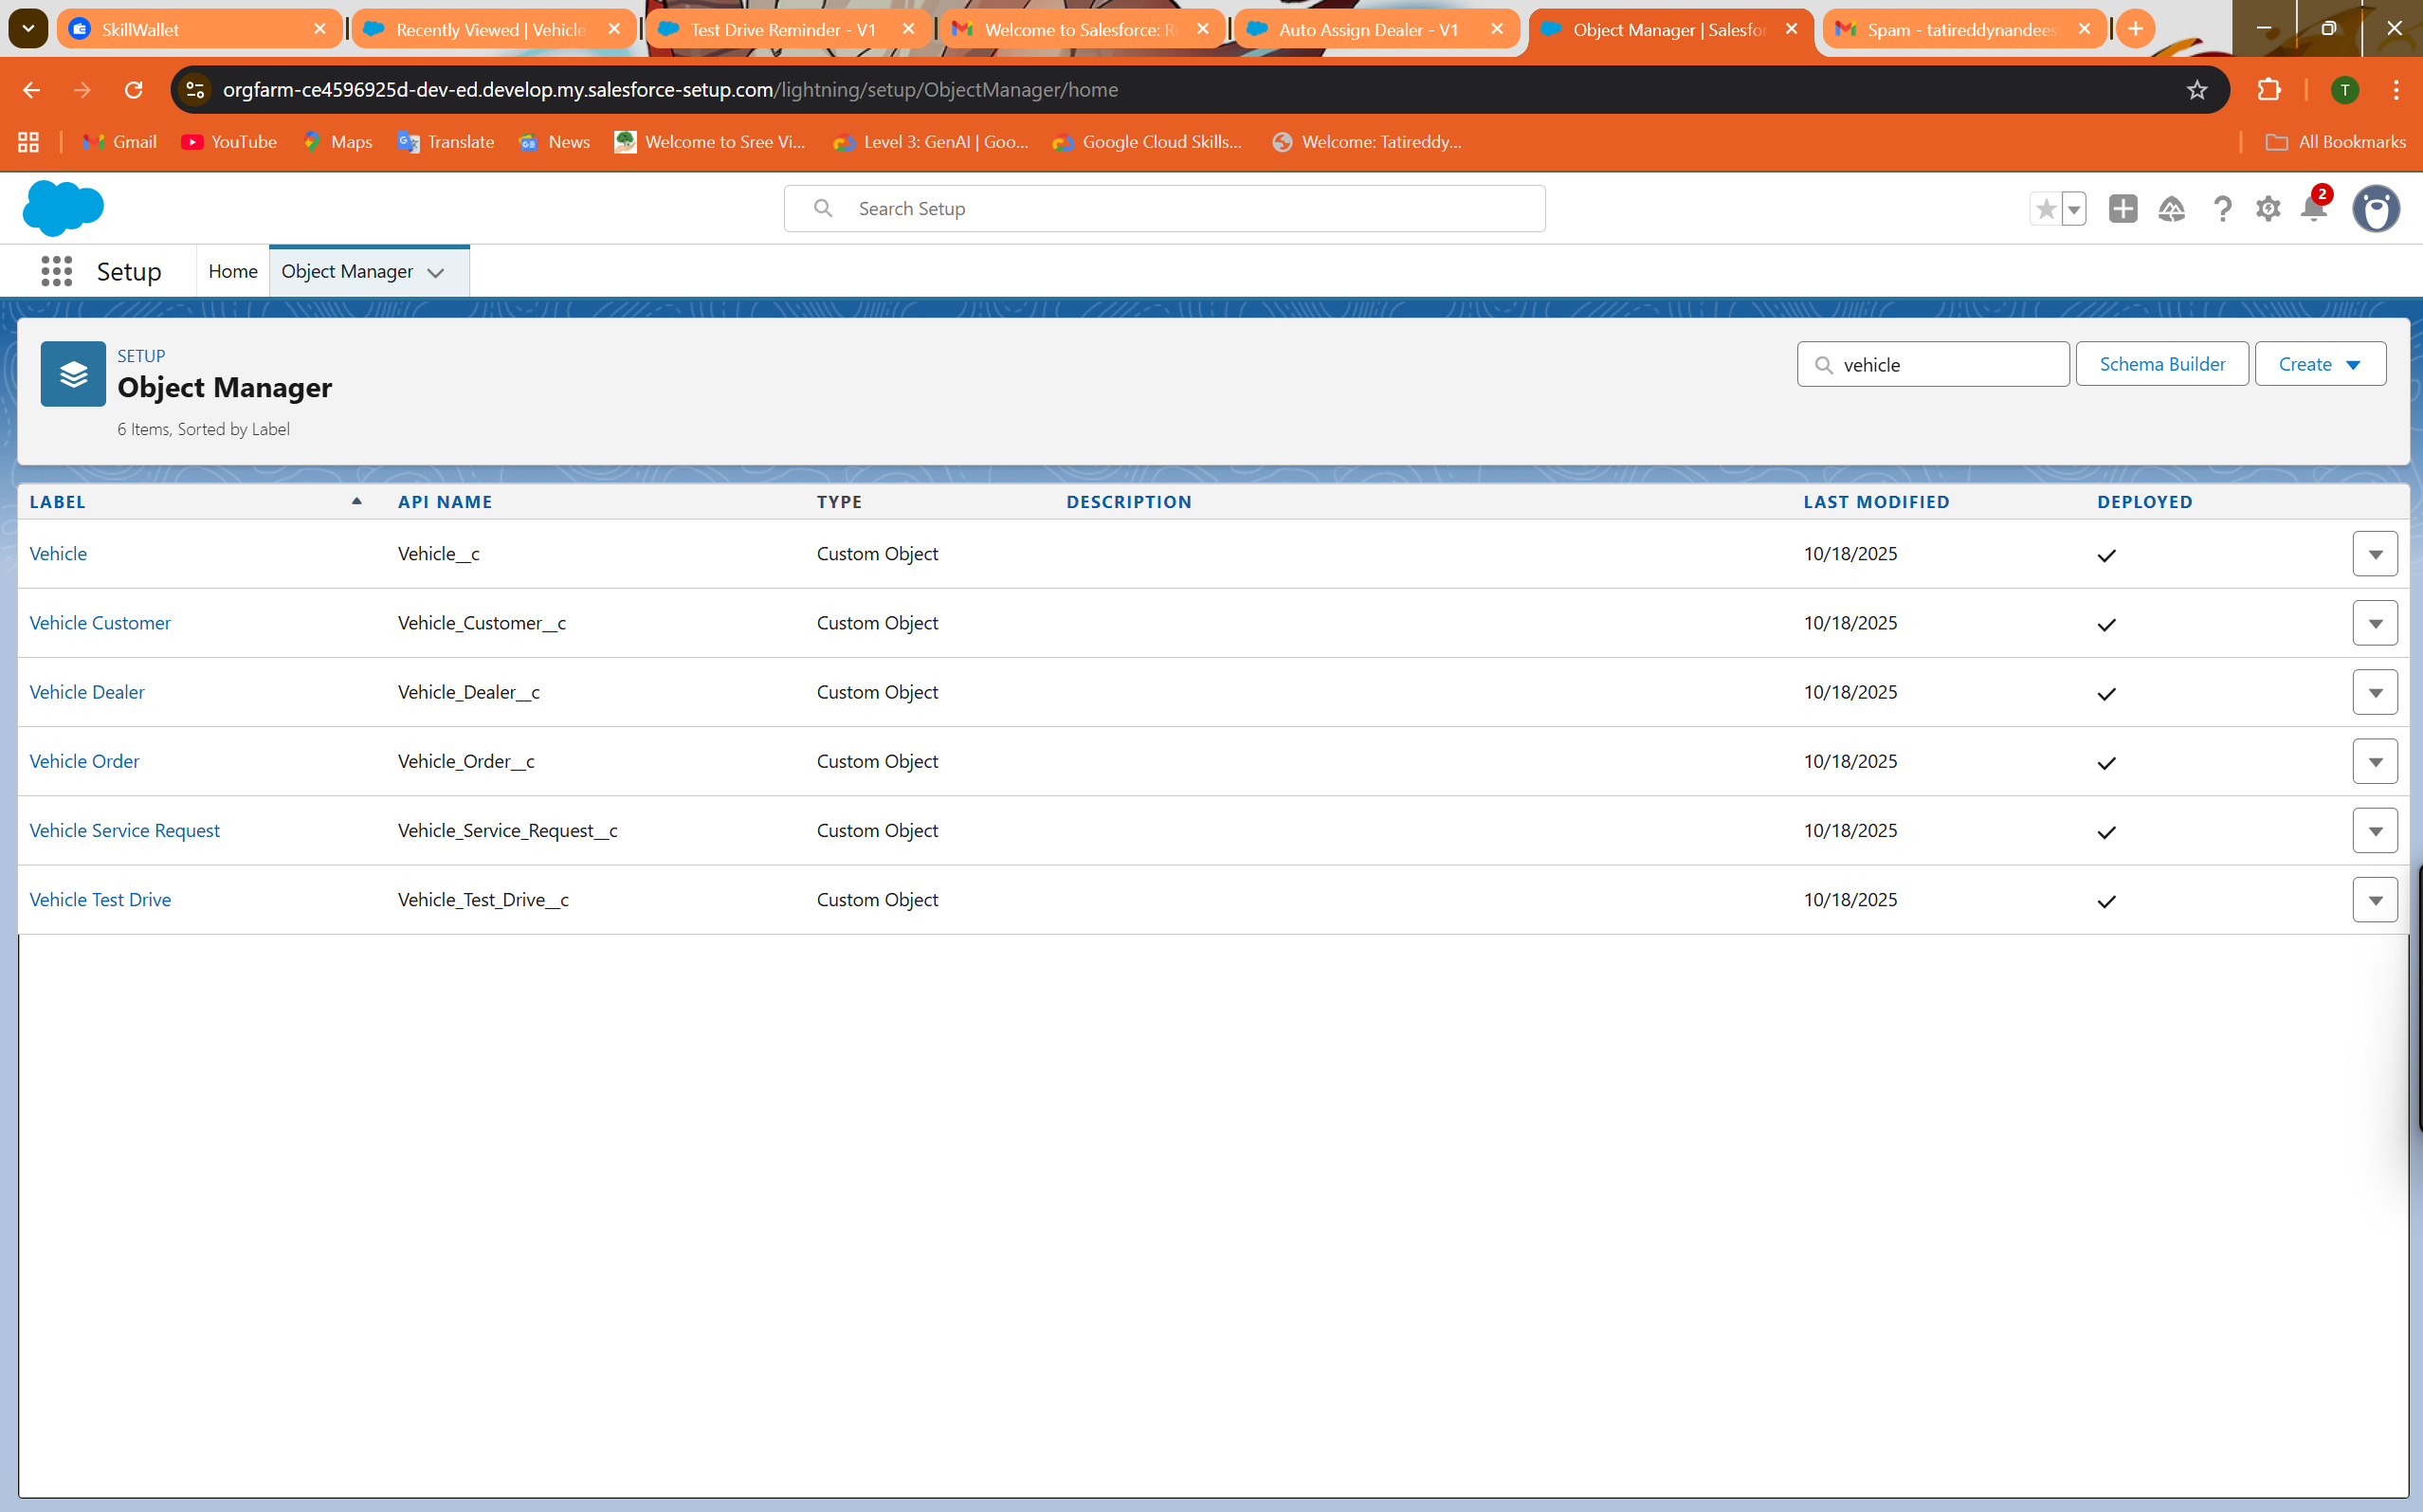 SkillWallet
Recently Viewed | Vehicle
Test Drive Reminder - V1
Welcome to Salesforce: R
Auto Assign Dealer - V1
Object Manager | Salesfor
Spam - tatireddynandees
orgfarm-ce4596925d-dev-ed.develop.my.salesforce-setup.com/lightning/setup/ObjectManager/home
T
Gmail
YouTube
Maps
Translate
News
Welcome to Sree Vi...
Level 3: GenAI | Goo...
Google Cloud Skills...
Welcome: Tatireddy...
All Bookmarks
Search Setup
2
Setup
Home
Object Manager
SETUP
Object Manager
6 Items, Sorted by Label
vehicle
Schema Builder
Create
LABEL API NAME TYPE DESCRIPTION LAST MODIFIED DEPLOYED
Vehicle Vehicle__c Custom Object 10/18/2025
Vehicle Customer Vehicle_Customer__c Custom Object 10/18/2025
Vehicle Dealer Vehicle_Dealer__c Custom Object 10/18/2025
Vehicle Order Vehicle_Order__c Custom Object 10/18/2025
Vehicle Service Request Vehicle_Service_Request__c Custom Object 10/18/2025
Vehicle Test Drive Vehicle_Test_Drive__c Custom Object 10/18/2025